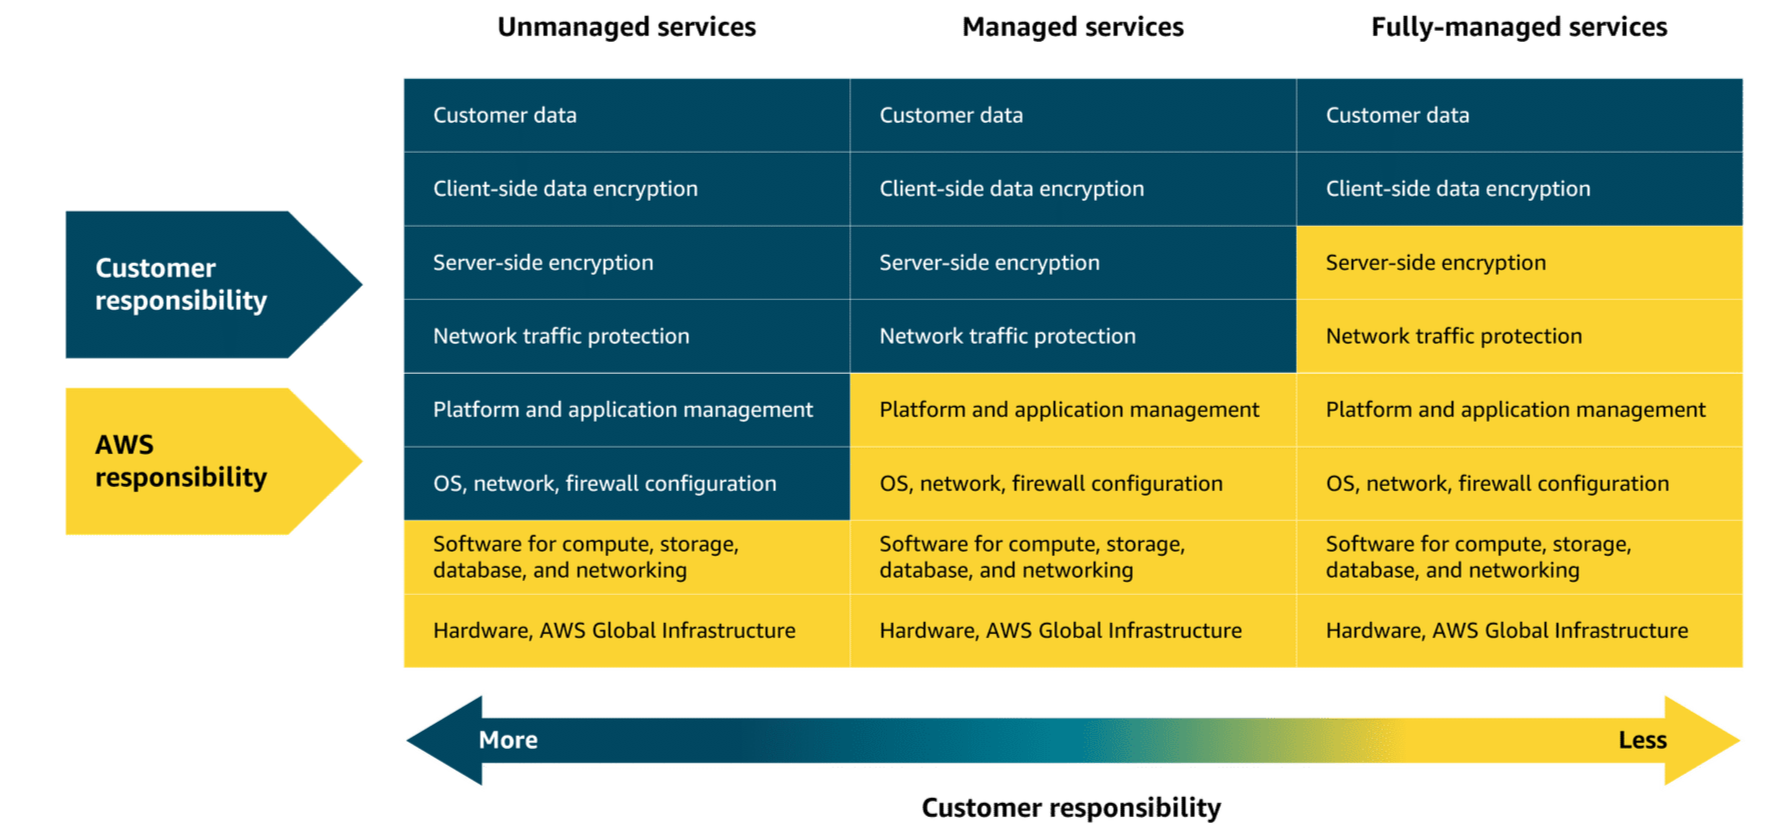 Unmanaged services
Managed services
Fully-managed services
Customer data
Customer data
Customer data
Client-side data encryption
Client-side data encryption
Client-side data encryption
Customer
responsibility
Server-side encryption
Server-side encryption
Server-side encryption
Network traffic protection
Network traffic protection
Network traffic protection
AWS
responsibility
Platform and application management
Platform and application management
Platform and application management
OS, network, firewall configuration
OS, network, firewall configuration
OS, network, firewall configuration
Software for compute, storage,
database, and networking
Software for compute, storage,
database, and networking
Software for compute, storage,
database, and networking
Hardware, AWS Global Infrastructure
Hardware, AWS Global Infrastructure
Hardware, AWS Global Infrastructure
More
Less
Customer responsibility